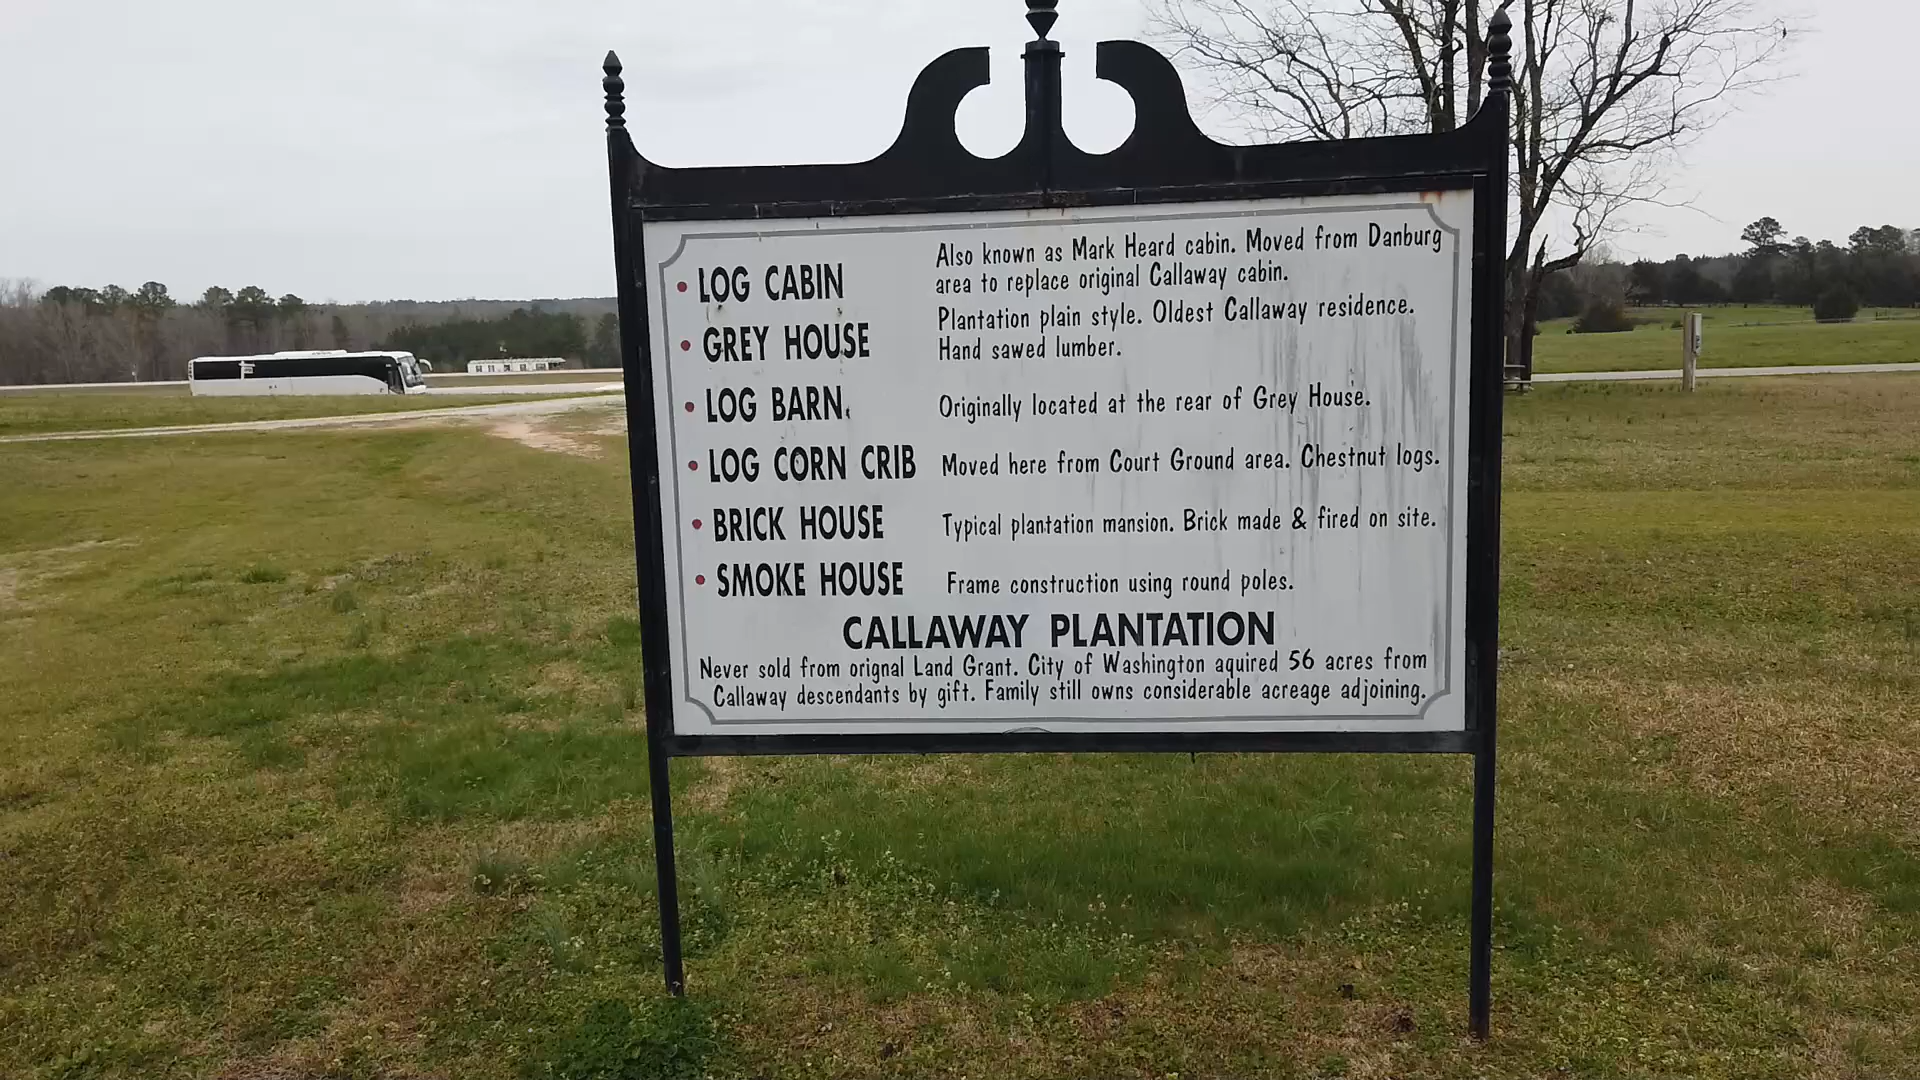 • LOG CABIN Also known as Mark Heard cabin. Moved from Danburg
area to replace original Callaway cabin.
• GREY HOUSE Plantation plain style. Oldest Callaway residence.
Hand sawed lumber.
• LOG BARN Originally located at the rear of Grey House.
• LOG CORN CRIB Moved here from Court Ground area. Chestnut logs.
• BRICK HOUSE Typical plantation mansion. Brick made & fired on site.
• SMOKE HOUSE Frame construction using round poles.
CALLAWAY PLANTATION
Never sold from orignal Land Grant. City of Washington aquired 56 acres from
Callaway descendants by gift. Family still owns considerable acreage adjoining.